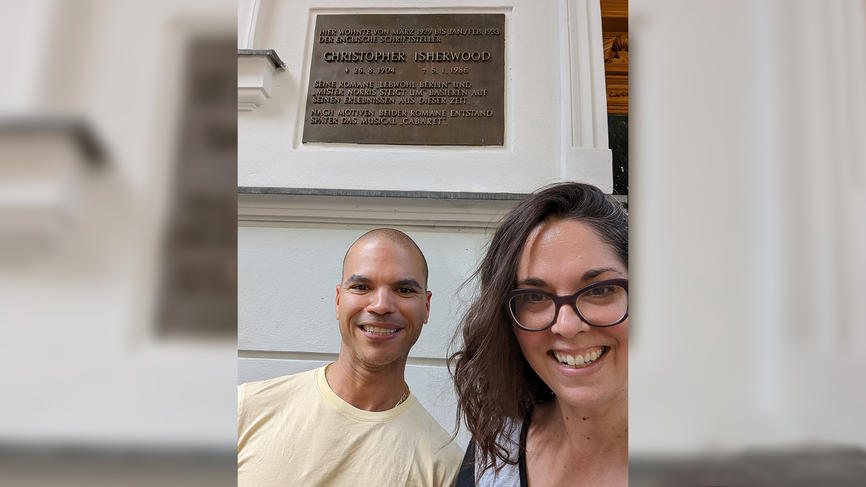 HIER WOHNTE VON MÄRZ 1929 BIS JAN./FEB. 1933
DER ENGLISCHE SCHRIFTSTELLER
CHRISTOPHER ISHERWOOD
* 26.8.1904 † 5.1.1986
SEINE ROMANE „LEBWOHL BERLIN“ UND
„MISTER NORRIS STEIGT UM“ BASIEREN AUF
SEINEN ERLEBNISSEN AUS DIESER ZEIT.
NACH MOTIVEN BEIDER ROMANE ENTSTAND
SPÄTER DAS MUSICAL „CABARET“.